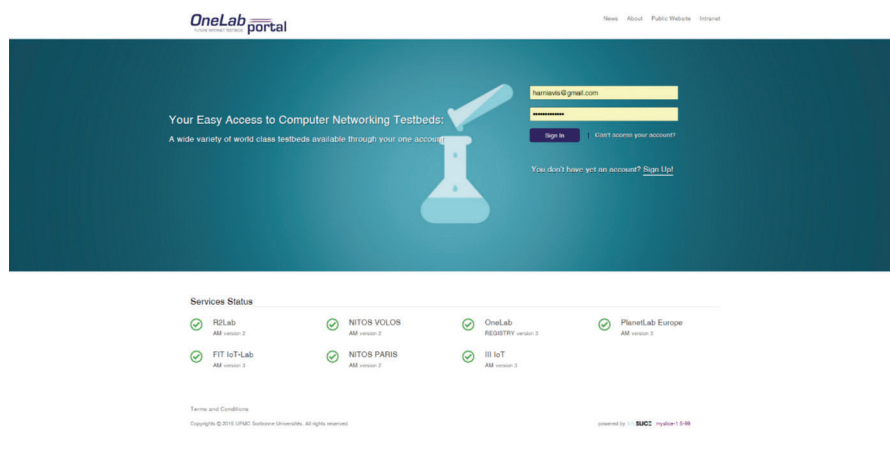 OneLab portal
FUTURE INTERNET TESTBEDS
News About Public Website Intranet
harniavis@gmail.com
Your Easy Access to Computer Networking Testbeds:
A wide variety of world class testbeds available through your one account
Sign In | Can't access your account?
You don't have yet an account? Sign Up!
Services Status
R2Lab
AM version 2
NITOS VOLOS
AM version 2
OneLab
REGISTRY version 3
PlanetLab Europe
AM version 3
FIT IoT-Lab
AM version 3
NITOS PARIS
AM version 2
III IoT
AM version 3
Terms and Conditions
Copyrights © 2015 UPMC Sorbonne Universités. All rights reserved.
powered by MySLICE myslice-1.5-99